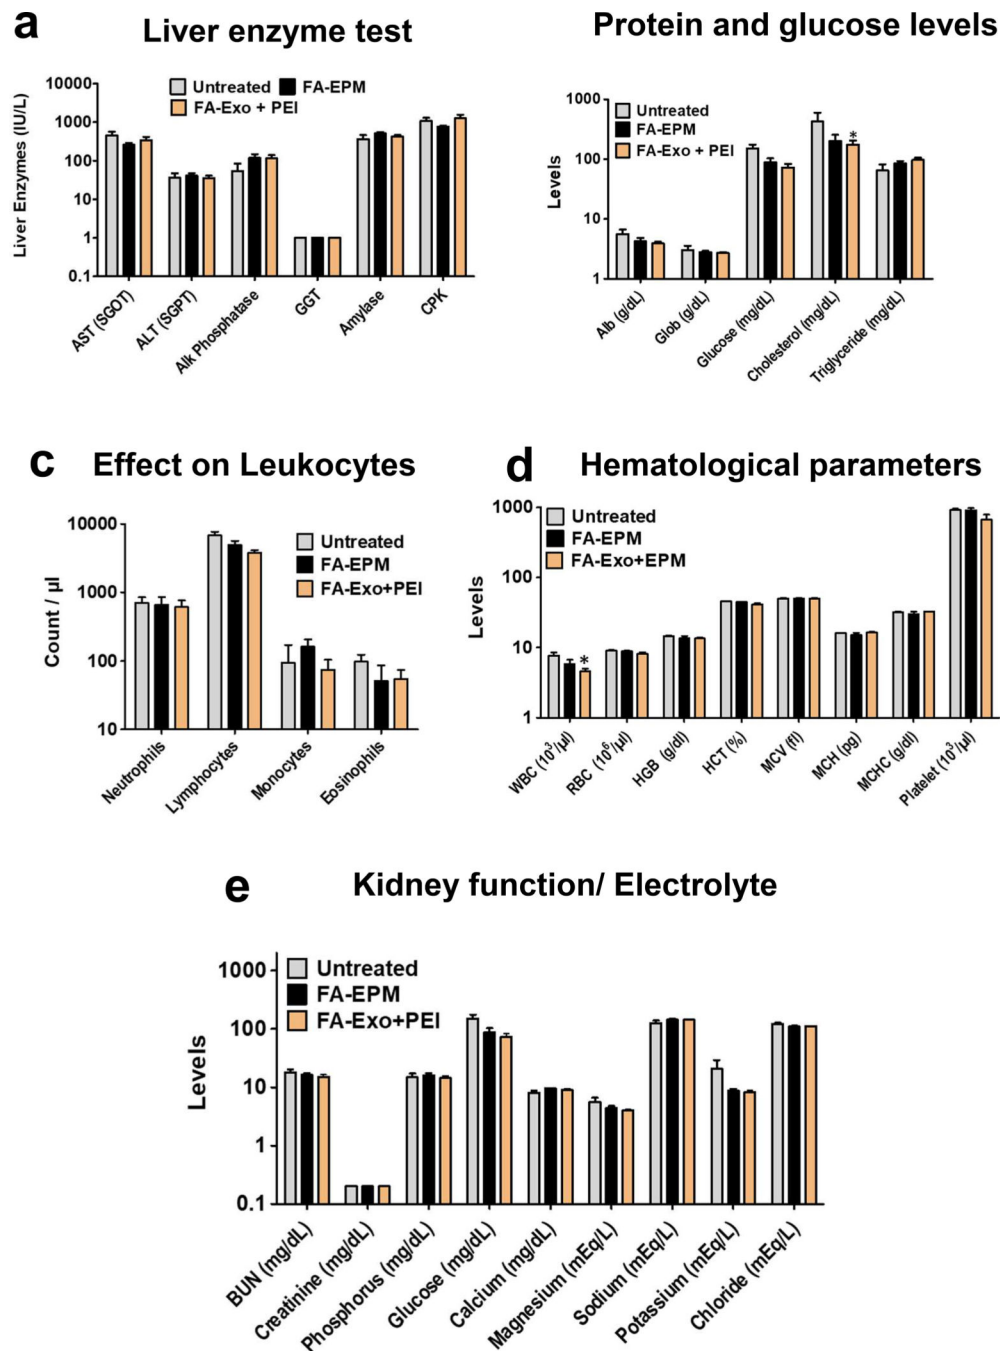 a
Liver enzyme test
Liver Enzymes (IU/L)
10000
1000
100
10
1
0.1
Untreated
FA-EPM
FA-Exo + PEI
AST (SGOT)
ALT (SGPT)
Alk Phosphatase
GGT
Amylase
CPK
Protein and glucose levels
Levels
1000
100
10
1
Untreated
FA-EPM
FA-Exo + PEI
*
Alb (g/dL)
Glob (g/dL)
Glucose (mg/dL)
Cholesterol (mg/dL)
Triglyceride (mg/dL)
c
Effect on Leukocytes
Count / µl
10000
1000
100
10
Untreated
FA-EPM
FA-Exo+PEI
Neutrophils
Lymphocytes
Monocytes
Eosinophils
d
Hematological parameters
Levels
1000
100
10
1
Untreated
FA-EPM
FA-Exo+EPM
*
WBC (10³/µl)
RBC (10⁶/µl)
HGB (g/dl)
HCT (%)
MCV (fl)
MCH (pg)
MCHC (g/dl)
Platelet (10³/µl)
e
Kidney function/ Electrolyte
Levels
1000
100
10
1
0.1
Untreated
FA-EPM
FA-Exo+PEI
BUN (mg/dL)
Creatinine (mg/dL)
Phosphorus (mg/dL)
Glucose (mg/dL)
Calcium (mg/dL)
Magnesium (mEq/L)
Sodium (mEq/L)
Potassium (mEq/L)
Chloride (mEq/L)